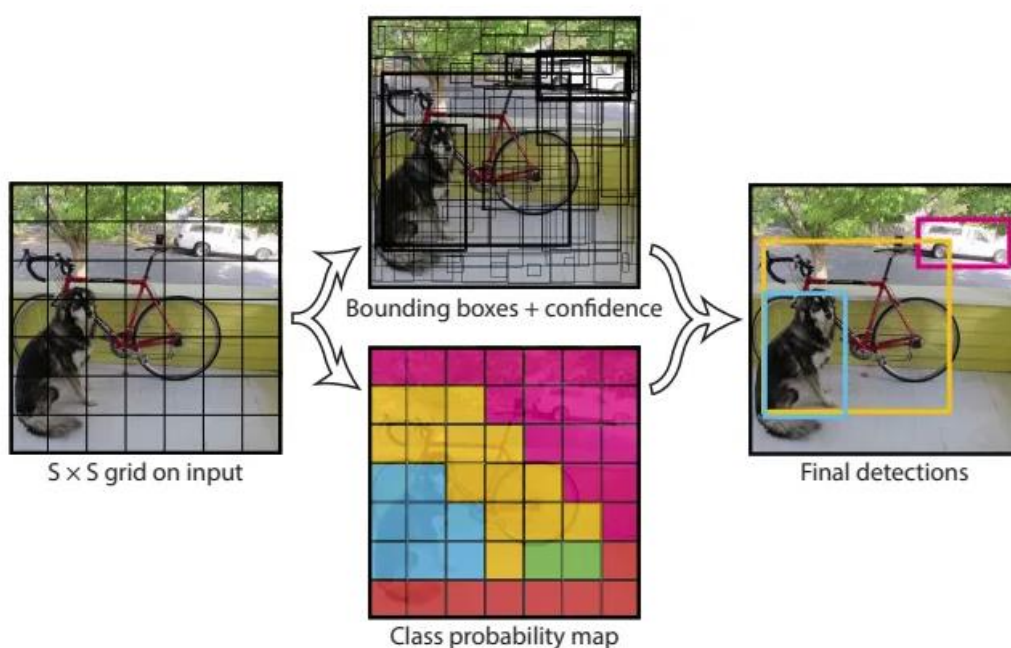 S × S grid on input
Bounding boxes + confidence
Class probability map
Final detections